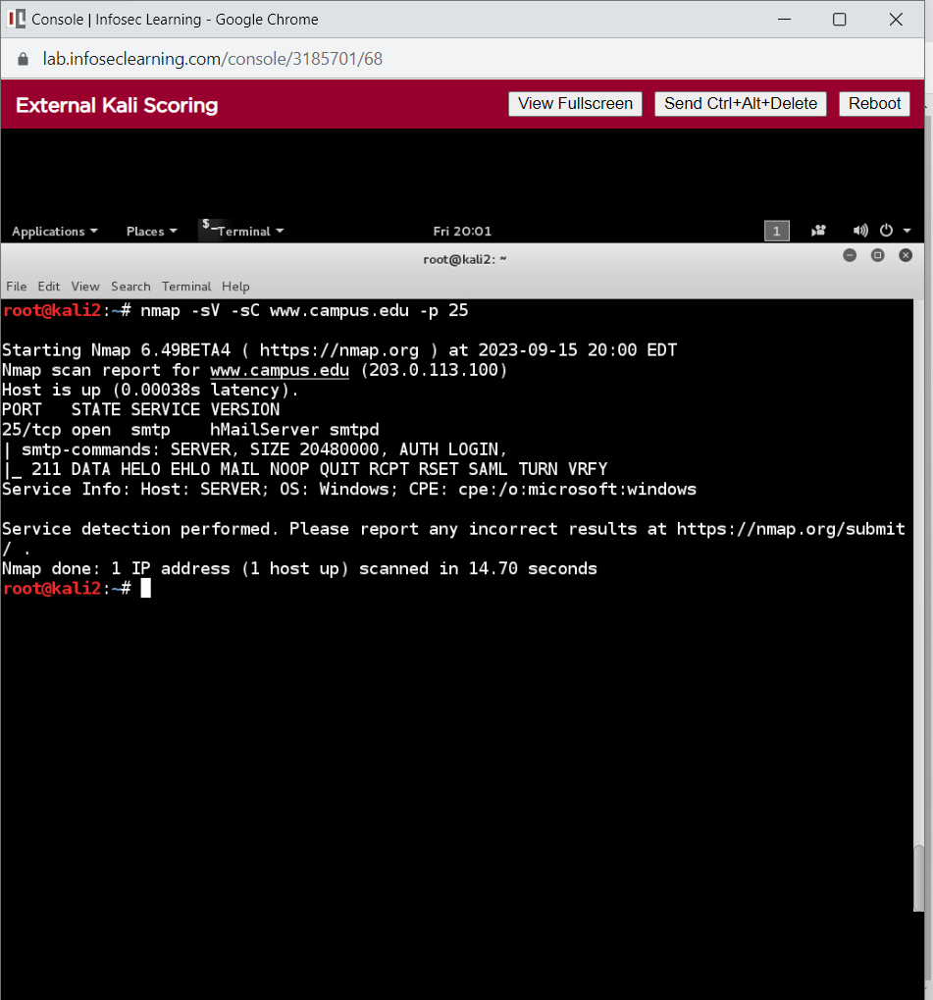 Console | Infosec Learning - Google Chrome
lab.infoseclearning.com/console/3185701/68
External Kali Scoring View Fullscreen Send Ctrl+Alt+Delete Reboot
Applications Places $_Terminal Fri 20:01 1
root@kali2: ~
File Edit View Search Terminal Help
root@kali2:~# nmap -sV -sC www.campus.edu -p 25
Starting Nmap 6.49BETA4 ( https://nmap.org ) at 2023-09-15 20:00 EDT
Nmap scan report for www.campus.edu (203.0.113.100)
Host is up (0.00038s latency).
PORT   STATE SERVICE VERSION
25/tcp open  smtp    hMailServer smtpd
| smtp-commands: SERVER, SIZE 20480000, AUTH LOGIN,
|_ 211 DATA HELO EHLO MAIL NOOP QUIT RCPT RSET SAML TURN VRFY
Service Info: Host: SERVER; OS: Windows; CPE: cpe:/o:microsoft:windows
Service detection performed. Please report any incorrect results at https://nmap.org/submit
/ .
Nmap done: 1 IP address (1 host up) scanned in 14.70 seconds
root@kali2:~#